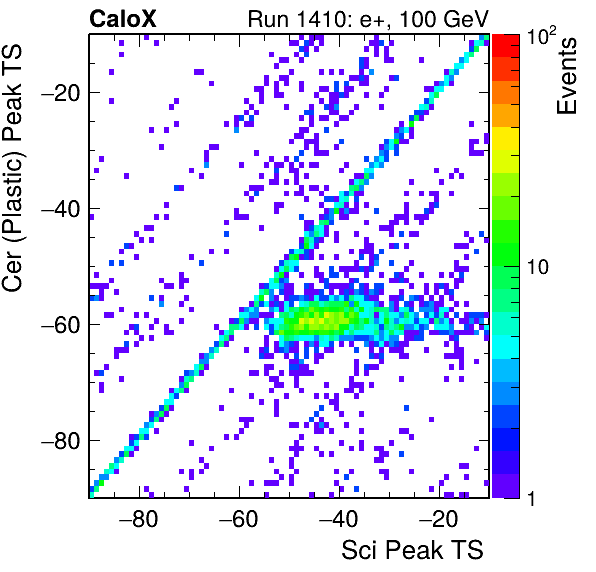 CaloX Run 1410: e+, 100 GeV
Cer (Plastic) Peak TS
−20
−40
−60
−80
−80 −60 −40 −20
Sci Peak TS
10²
10
1
Events